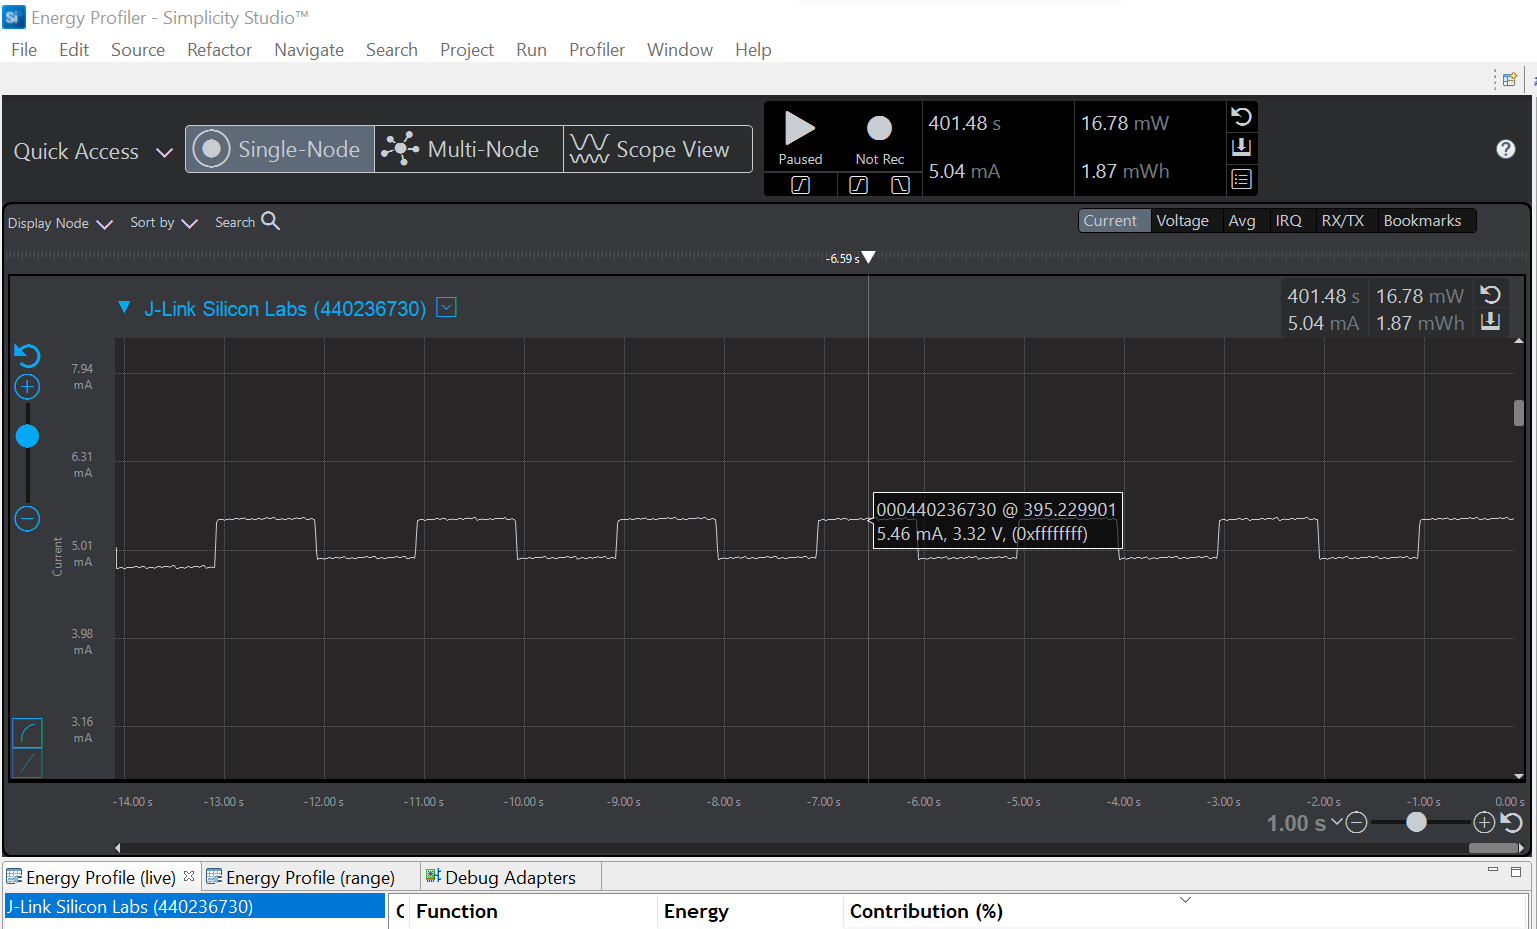 Si Energy Profiler - Simplicity Studio™
File Edit Source Refactor Navigate Search Project Run Profiler Window Help
Quick Access Single-Node Multi-Node Scope View
Paused Not Rec
401.48 s 16.78 mW
5.04 mA 1.87 mWh
?
Display Node Sort by Search
Current Voltage Avg IRQ RX/TX Bookmarks
-6.59 s
J-Link Silicon Labs (440236730)
401.48 s 16.78 mW
5.04 mA 1.87 mWh
7.94
mA
6.31
mA
5.01
mA
3.98
mA
3.16
mA
Current
000440236730 @ 395.229901
5.46 mA, 3.32 V, (0xffffffff)
-14.00 s -13.00 s -12.00 s -11.00 s -10.00 s -9.00 s -8.00 s -7.00 s -6.00 s -5.00 s -4.00 s -3.00 s -2.00 s -1.00 s 0.00 s
1.00 s
Energy Profile (live) Energy Profile (range) Debug Adapters
J-Link Silicon Labs (440236730)
Function Energy Contribution (%)